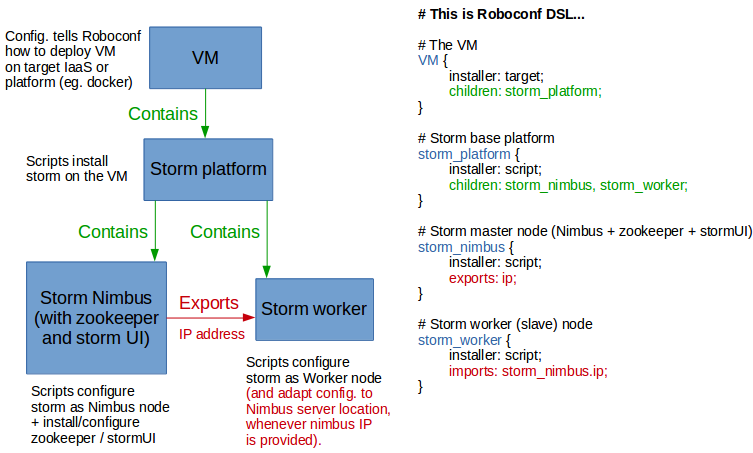 Config. tells Roboconf
how to deploy VM
on target IaaS or
platform (eg. docker)
VM
Contains
Scripts install
storm on the VM
Storm platform
Contains
Contains
Storm Nimbus
(with zookeeper
and storm UI)
Exports
IP address
Storm worker
Scripts configure
storm as Nimbus node
+ install/configure
zookeeper / stormUI
Scripts configure
storm as Worker node
(and adapt config. to
Nimbus server location,
whenever nimbus IP
is provided).
# This is Roboconf DSL...
# The VM
VM {
installer: target;
children: storm_platform;
}
# Storm base platform
storm_platform {
installer: script;
children: storm_nimbus, storm_worker;
}
# Storm master node (Nimbus + zookeeper + stormUI)
storm_nimbus {
installer: script;
exports: ip;
}
# Storm worker (slave) node
storm_worker {
installer: script;
imports: storm_nimbus.ip;
}